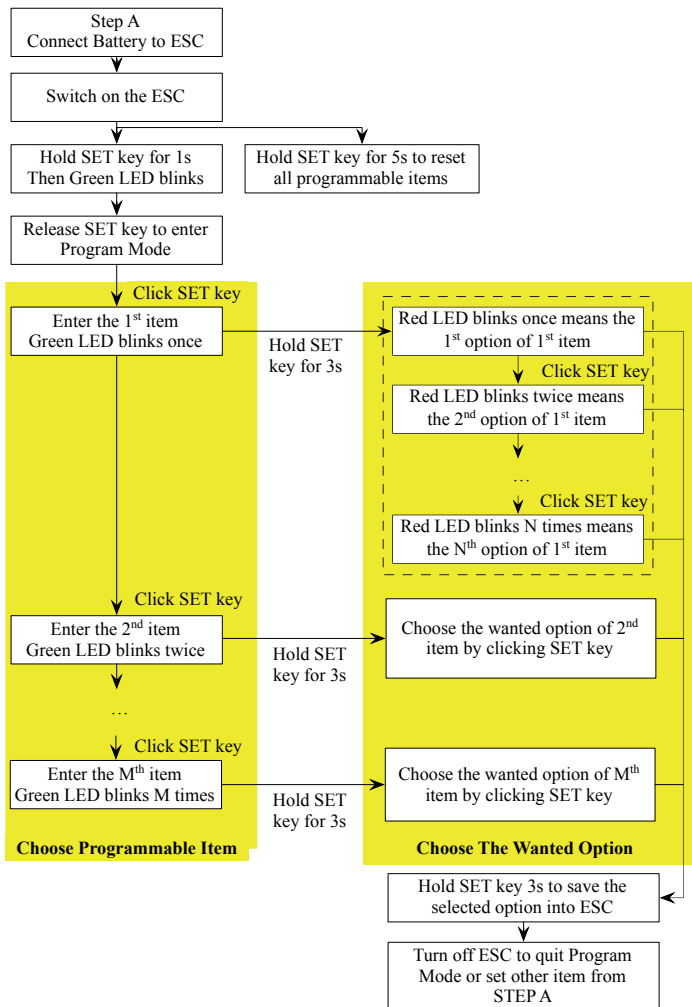 Step A
Connect Battery to ESC
Switch on the ESC
Hold SET key for 1s
Then Green LED blinks
Hold SET key for 5s to reset
all programmable items
Release SET key to enter
Program Mode
Click SET key
Enter the 1st item
Green LED blinks once
Hold SET
key for 3s
Red LED blinks once means the
1st option of 1st item
Click SET key
Red LED blinks twice means
the 2nd option of 1st item
...
Click SET key
Red LED blinks N times means
the Nth option of 1st item
Click SET key
Enter the 2nd item
Green LED blinks twice
Hold SET
key for 3s
Choose the wanted option of 2nd
item by clicking SET key
...
Click SET key
Enter the Mth item
Green LED blinks M times
Hold SET
key for 3s
Choose the wanted option of Mth
item by clicking SET key
Choose Programmable Item
Choose The Wanted Option
Hold SET key 3s to save the
selected option into ESC
Turn off ESC to quit Program
Mode or set other item from
STEP A